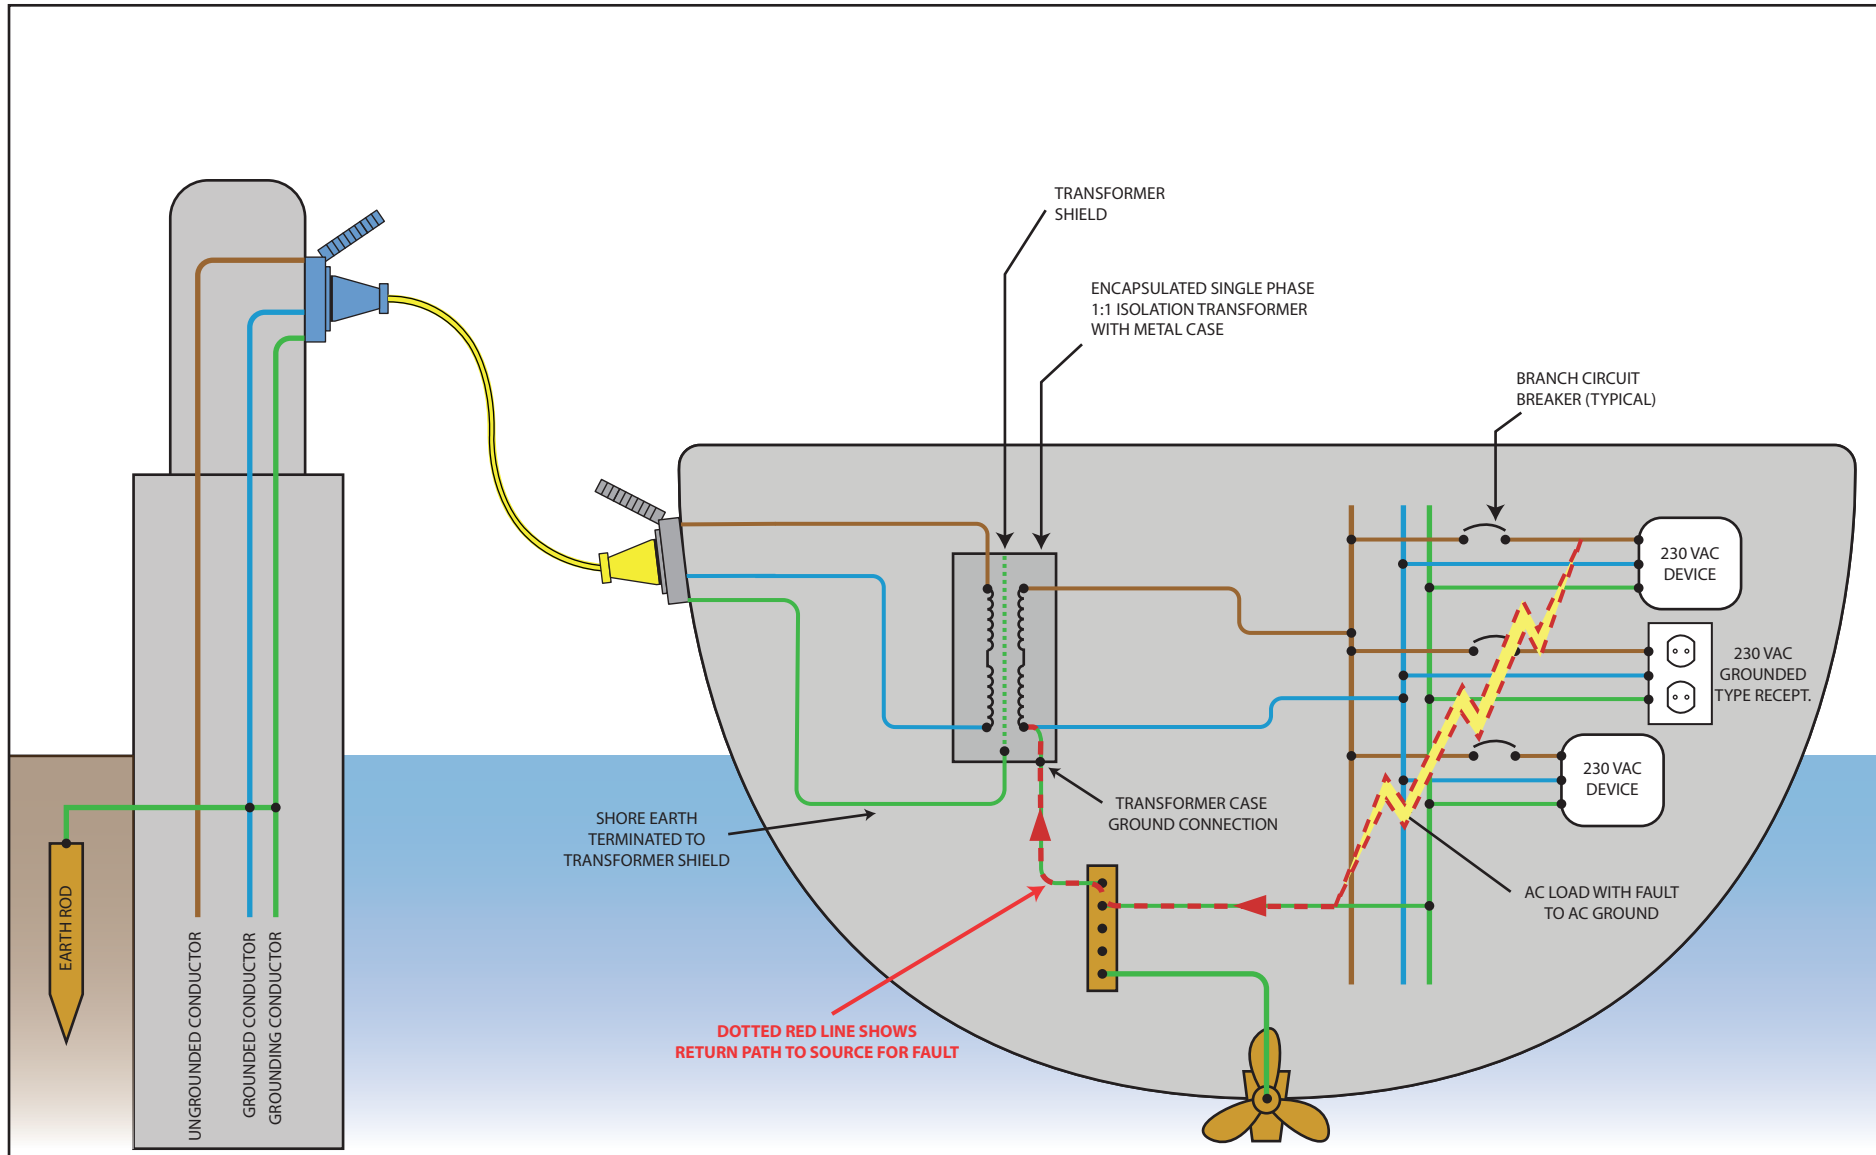 TRANSFORMER
SHIELD
ENCAPSULATED SINGLE PHASE
1:1 ISOLATION TRANSFORMER
WITH METAL CASE
BRANCH CIRCUIT
BREAKER (TYPICAL)
230 VAC
DEVICE
230 VAC
GROUNDED
TYPE RECEPT.
230 VAC
DEVICE
TRANSFORMER CASE
GROUND CONNECTION
SHORE EARTH
TERMINATED TO
TRANSFORMER SHIELD
AC LOAD WITH FAULT
TO AC GROUND
DOTTED RED LINE SHOWS
RETURN PATH TO SOURCE FOR FAULT
EARTH ROD
UNGROUNDED CONDUCTOR
GROUNDED CONDUCTOR
GROUNDING CONDUCTOR